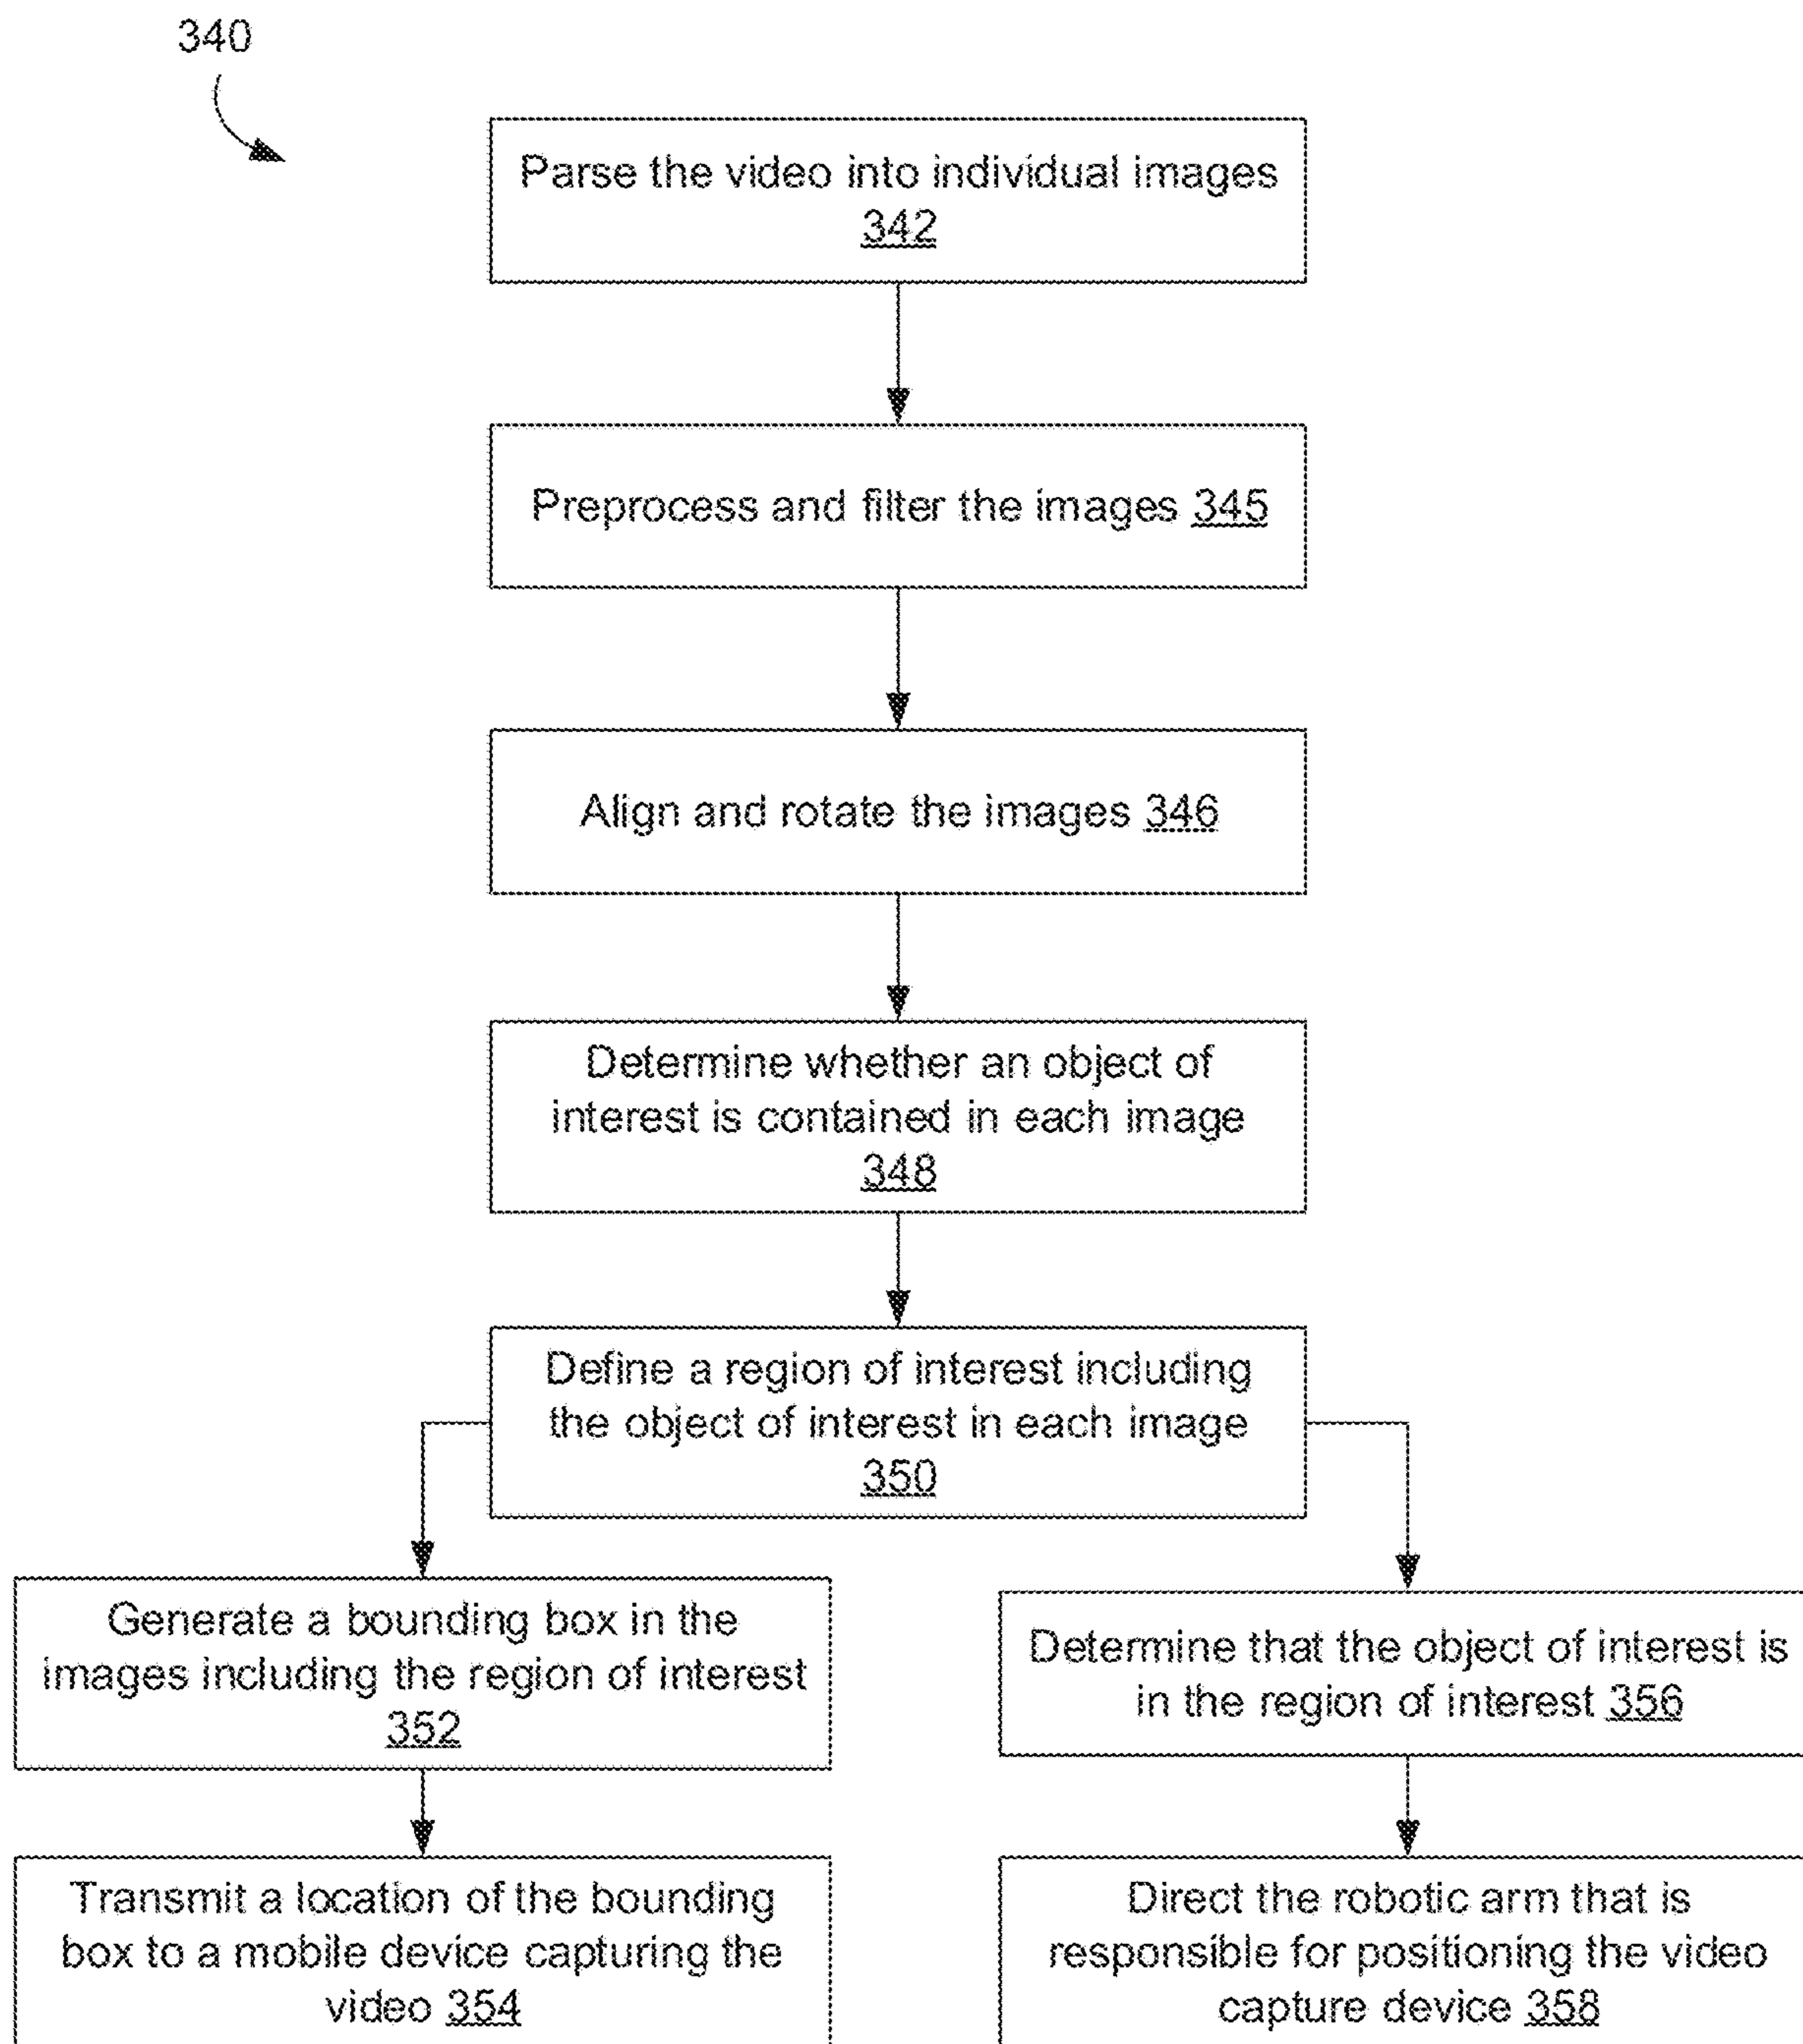 340
Parse the video into individual images
342
Preprocess and filter the images 345
Align and rotate the images 346
Determine whether an object of
interest is contained in each image
348
Define a region of interest including
the object of interest in each image
350
Generate a bounding box in the
images including the region of interest
352
Transmit a location of the bounding
box to a mobile device capturing the
video 354
Determine that the object of interest is
in the region of interest 356
Direct the robotic arm that is
responsible for positioning the video
capture device 358